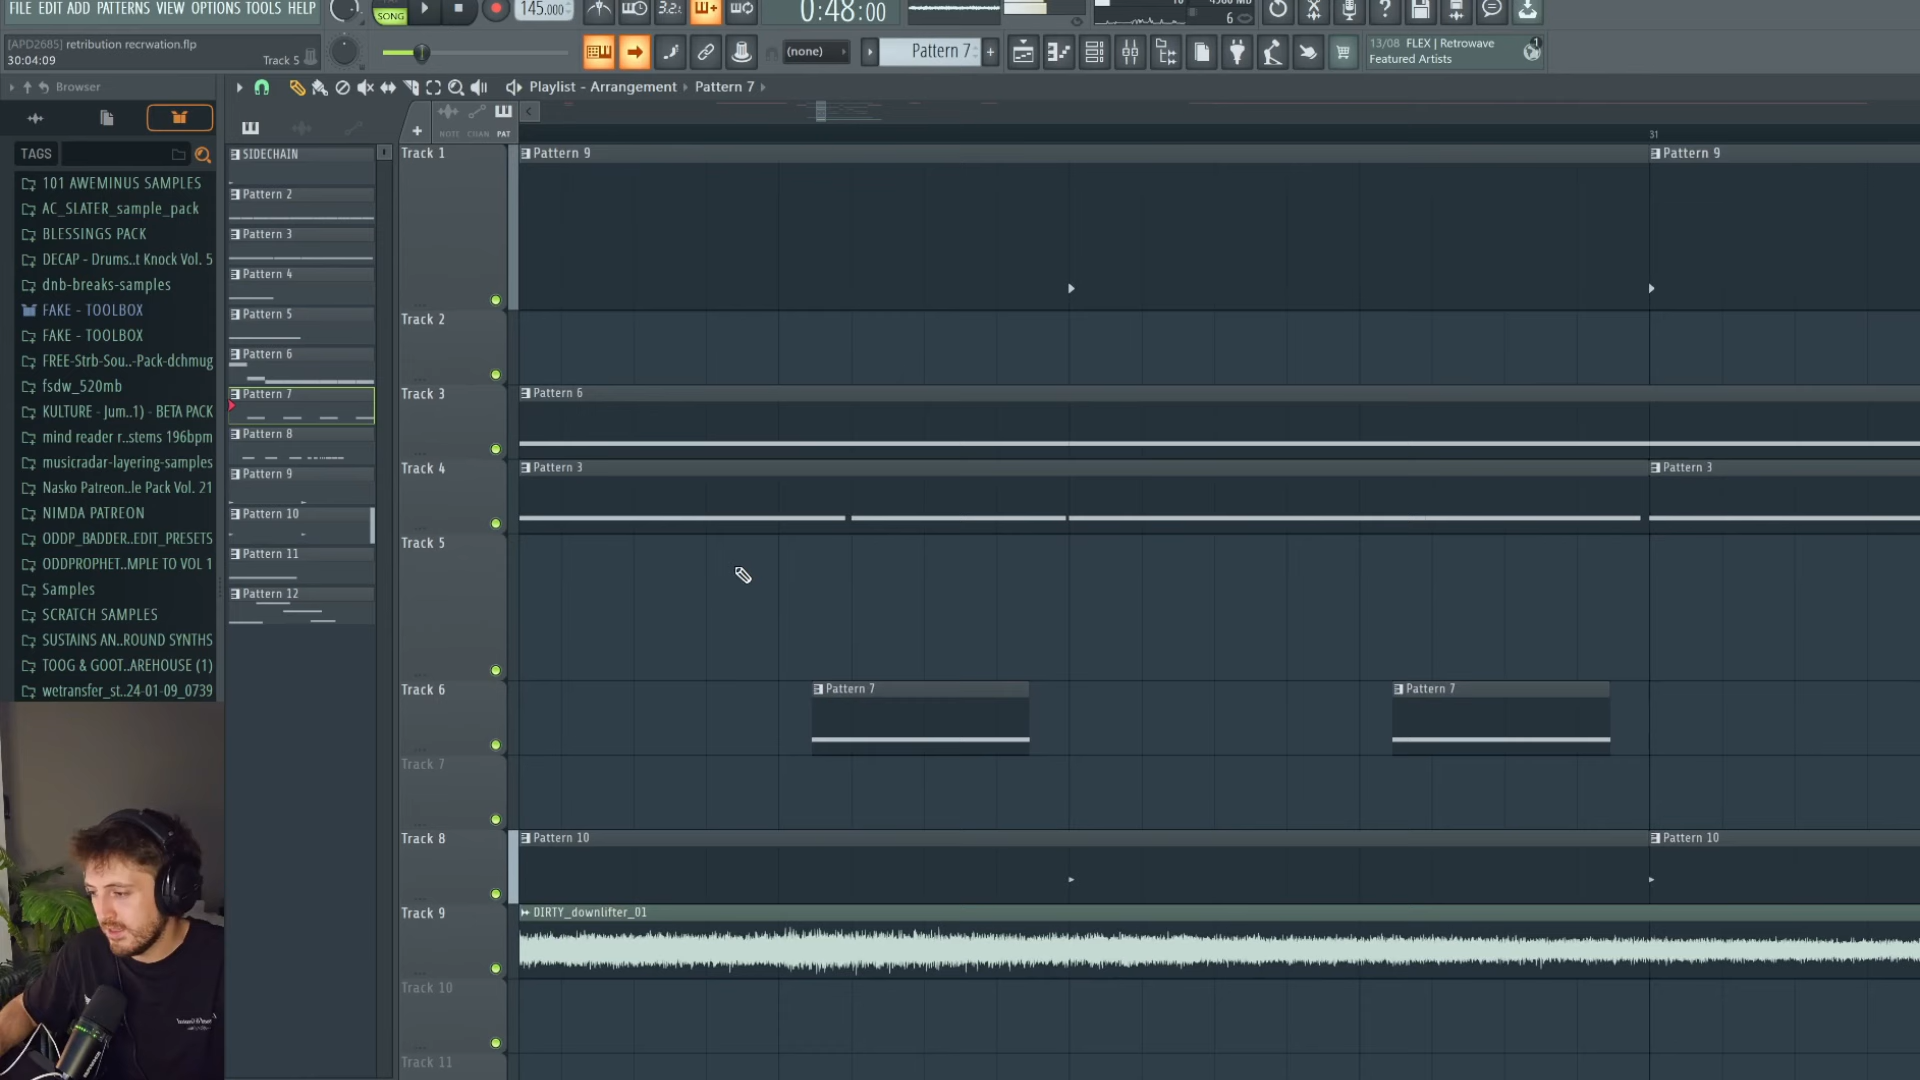 FILE EDIT ADD PATTERNS VIEW OPTIONS TOOLS HELP
SONG
145.000
3.2:
0:48:00
6
[APD2685] retribution recrwation.flp
30:04:09
Track 5
(none)
Pattern 7
+
13/08 FLEX | Retrowave
Featured Artists
Browser
Playlist - Arrangement
Pattern 7
NOTE CHAN PAT
31
TAGS
101 AWEMINUS SAMPLES
AC_SLATER_sample_pack
BLESSINGS PACK
DECAP - Drums..t Knock Vol. 5
dnb-breaks-samples
FAKE - TOOLBOX
FAKE - TOOLBOX
FREE-Strb-Sou..-Pack-dchmug
fsdw_520mb
KULTURE - Jum..1) - BETA PACK
mind reader r..stems 196bpm
musicradar-layering-samples
Nasko Patreon..le Pack Vol. 21
NIMDA PATREON
ODDP_BADDER..EDIT_PRESETS
ODDPROPHET..MPLE TO VOL 1
Samples
SCRATCH SAMPLES
SUSTAINS AN..ROUND SYNTHS
TOOG & GOOT..AREHOUSE (1)
wetransfer_st..24-01-09_0739
SIDECHAIN
Pattern 2
Pattern 3
Pattern 4
Pattern 5
Pattern 6
Pattern 7
Pattern 8
Pattern 9
Pattern 10
Pattern 11
Pattern 12
Track 1
Pattern 9
Pattern 9
Track 2
Track 3
Pattern 6
Track 4
Pattern 3
Pattern 3
Track 5
Track 6
Pattern 7
Pattern 7
Track 7
Track 8
Pattern 10
Pattern 10
Track 9
DIRTY_downlifter_01
Track 10
Track 11